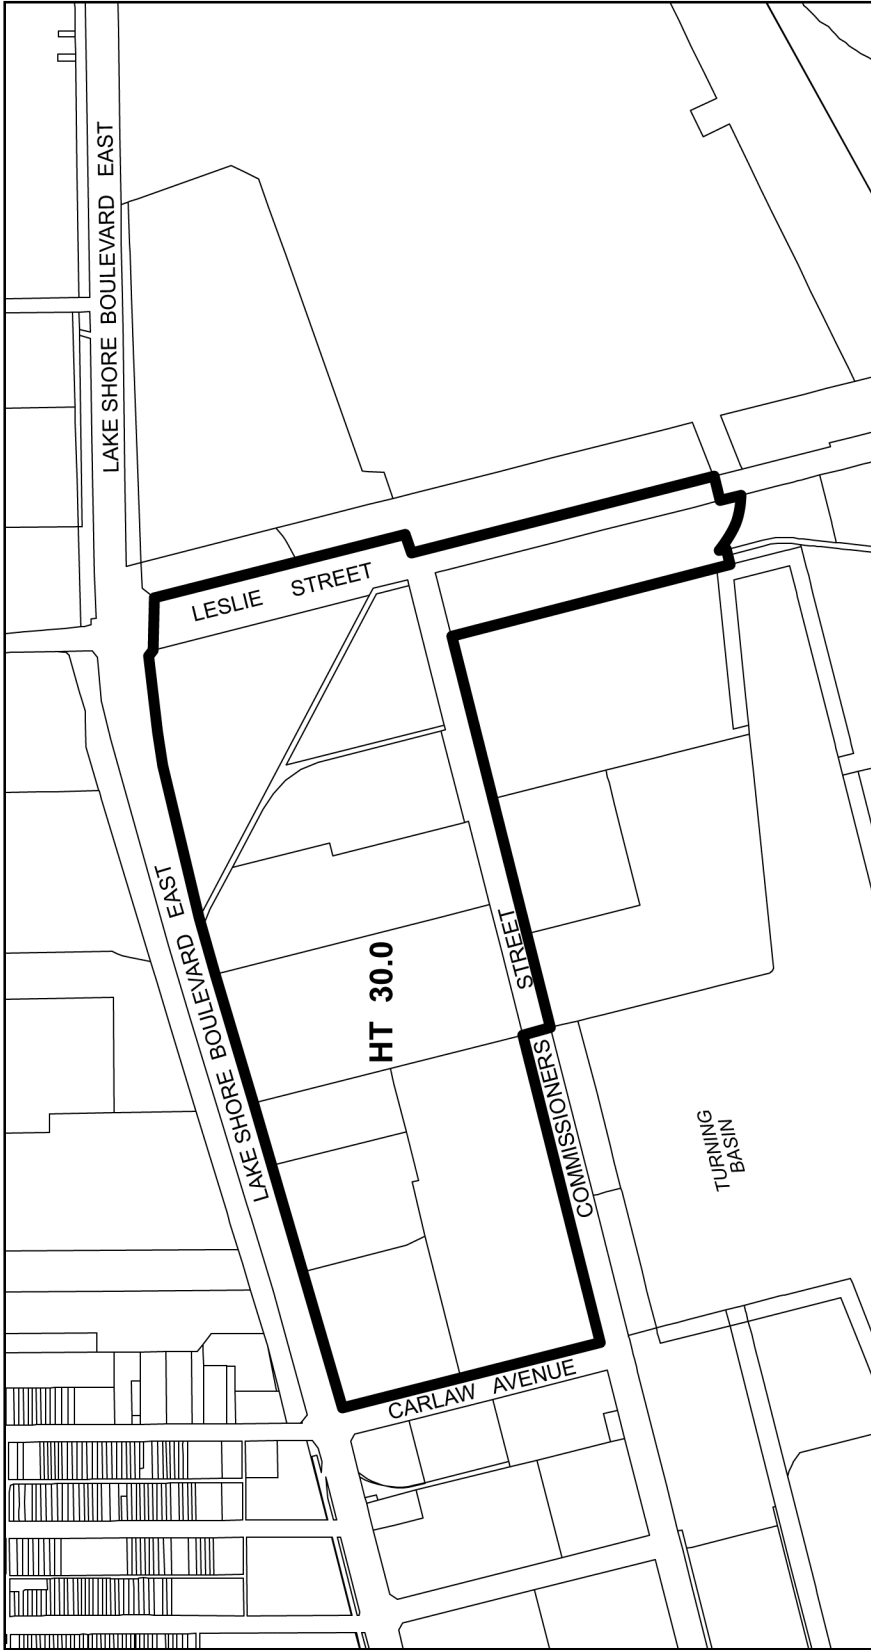 LAKE SHORE BOULEVARD EAST
LESLIE STREET
LAKE SHORE BOULEVARD EAST
HT 30.0
COMMISSIONERS STREET
TURNING
BASIN
CARLAW AVENUE